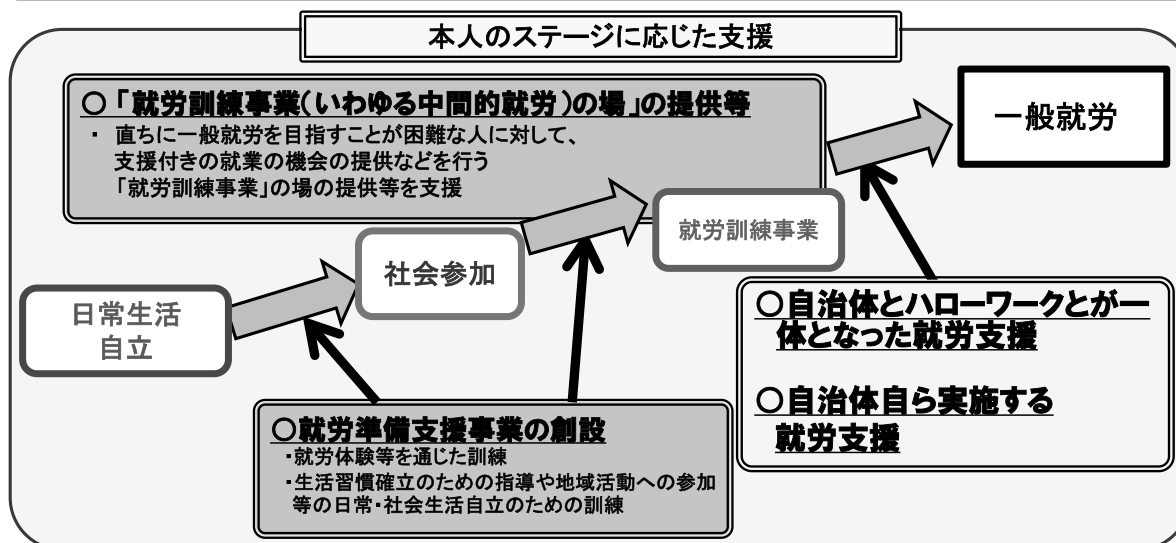 本人のステージに応じた支援
○「就労訓練事業(いわゆる中間的就労)の場」の提供等
・ 直ちに一般就労を目指すことが困難な人に対して、
支援付きの就業の機会の提供などを行う
「就労訓練事業」の場の提供等を支援
一般就労
就労訓練事業
社会参加
日常生活
自立
○自治体とハローワークとが一
体となった就労支援
○自治体自ら実施する
就労支援
○就労準備支援事業の創設
・就労体験等を通じた訓練
・生活習慣確立のための指導や地域活動への参加
等の日常・社会生活自立のための訓練